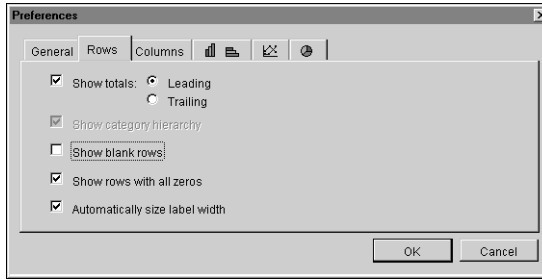 Preferences
General Rows Columns
Show totals: Leading
Trailing
Show category hierarchy
Show blank rows
Show rows with all zeros
Automatically size label width
OK Cancel